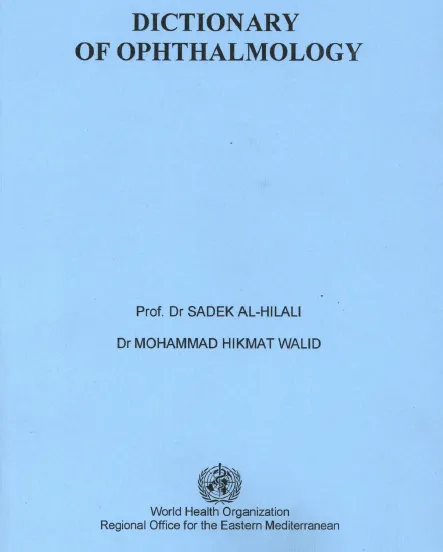 DICTIONARY
OF OPHTHALMOLOGY
Prof. Dr SADEK AL-HILALI
Dr MOHAMMAD HIKMAT WALID
World Health Organization
Regional Office for the Eastern Mediterranean